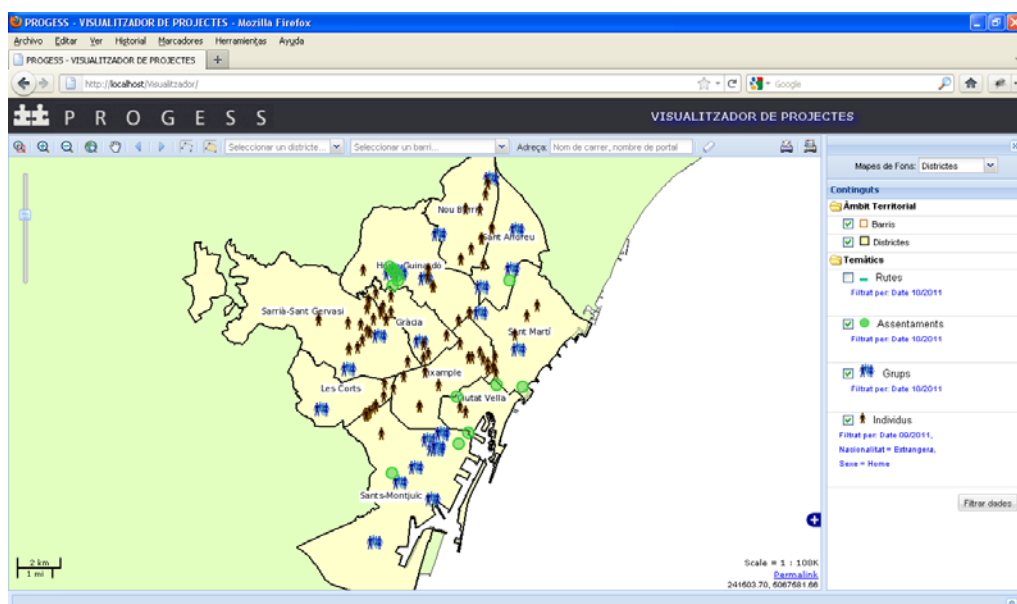 PROGESS - VISUALITZADOR DE PROJECTES - Mozilla Firefox
Archivo Editar Ver Historial Marcadores Herramientas Ayuda
PROGESS - VISUALITZADOR DE PROJECTES +
http://localhost/Visualitzador/
Google
PROGESS
VISUALITZADOR DE PROJECTES
Seleccionar un districte...
Seleccionar un barri...
Adreça:
Nom de carrer, nombre de portal
Mapes de Fons: Districtes
Continguts
Àmbit Territorial
Barris
Districtes
Temàtics
Rutes
Filtrat per: Date 10/2011
Assentaments
Filtrat per: Date 10/2011
Grups
Filtrat per: Date 10/2011
Individus
Filtrat per: Date 09/2011,
Nacionalitat = Estrangera,
Sexe = Home
Filtrar dades
Nou Barris
Sant Andreu
Horta-Guinardó
Sarrià-Sant Gervasi
Gràcia
Sant Martí
Eixample
Les Corts
Ciutat Vella
Sants-Montjuïc
2 km
1 mi
Scale = 1 : 108K
Permalink
241603.70, 5067681.66